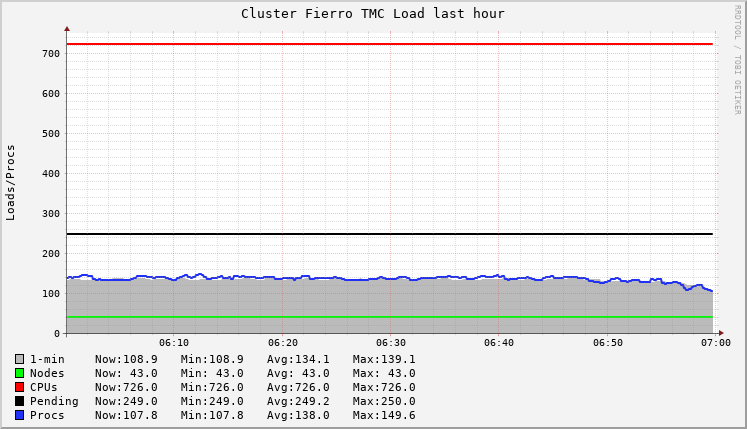 Cluster Fierro TMC Load last hour
RRDTOOL / TOBI OETIKER
Loads/Procs
700
600
500
400
300
200
100
0
06:10 06:20 06:30 06:40 06:50 07:00
1-min Now:108.9 Min:108.9 Avg:134.1 Max:139.1
Nodes Now: 43.0 Min: 43.0 Avg: 43.0 Max: 43.0
CPUs Now:726.0 Min:726.0 Avg:726.0 Max:726.0
Pending Now:249.0 Min:249.0 Avg:249.2 Max:250.0
Procs Now:107.8 Min:107.8 Avg:138.0 Max:149.6